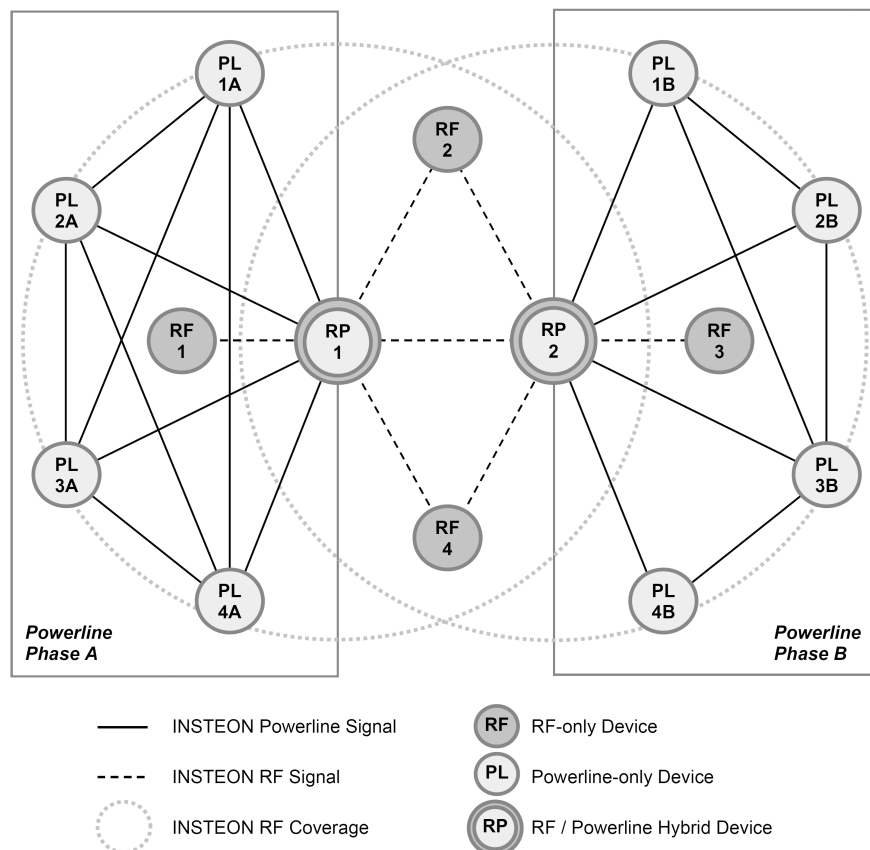 PL
1A
PL
1B
RF
2
PL
2A
PL
2B
RF
1
RP
1
RP
2
RF
3
PL
3A
PL
3B
RF
4
PL
4A
PL
4B
Powerline
Phase A
Powerline
Phase B
INSTEON Powerline Signal
RF
RF-only Device
INSTEON RF Signal
PL
Powerline-only Device
INSTEON RF Coverage
RP
RF / Powerline Hybrid Device